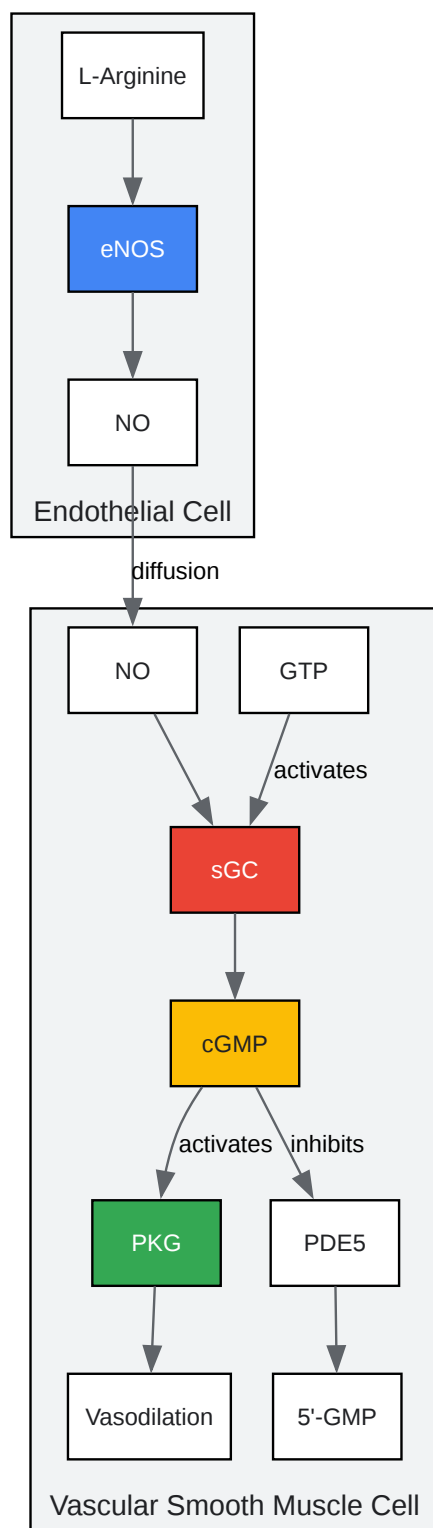 L-Arginine
eNOS
NO
Endothelial Cell
diffusion
NO
GTP
activates
sGC
cGMP
activates
inhibits
PKG
PDE5
Vasodilation
5'-GMP
Vascular Smooth Muscle Cell